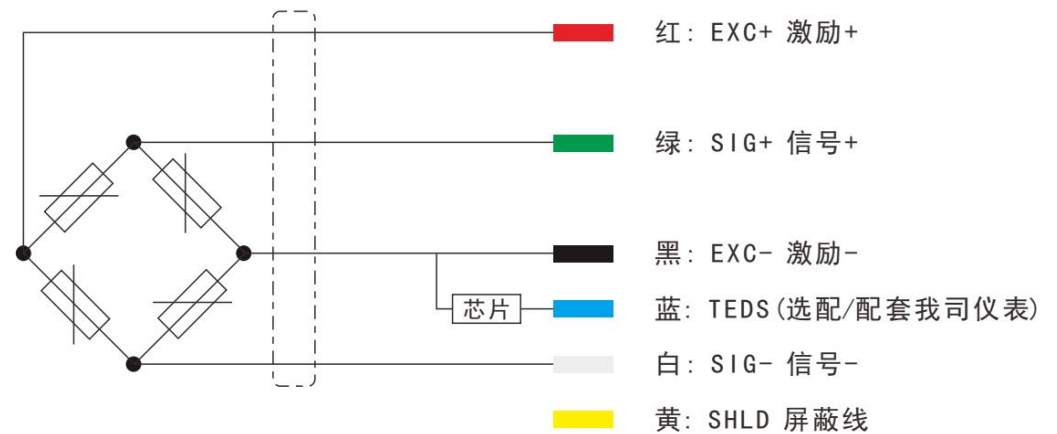 红: EXC+ 激励+
绿: SIG+ 信号+
黑: EXC- 激励-
芯片
蓝: TEDS(选配/配套我司仪表)
白: SIG- 信号-
黄: SHLD 屏蔽线